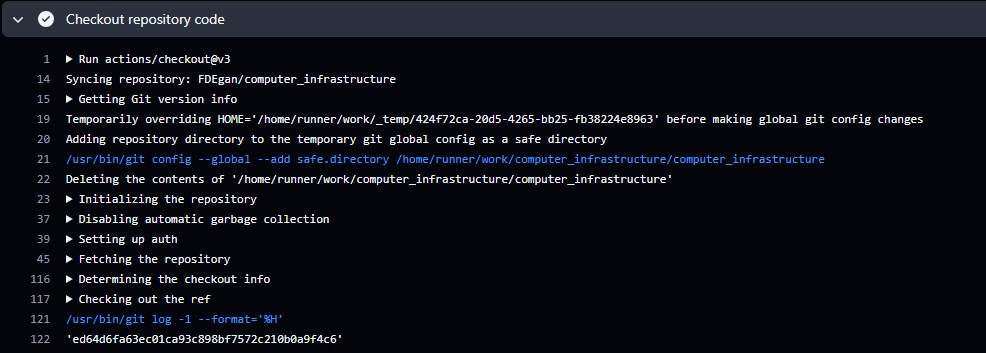 Checkout repository code
1 ▶ Run actions/checkout@v3
14 Syncing repository: FDEgan/computer_infrastructure
15 ▶ Getting Git version info
19 Temporarily overriding HOME='/home/runner/work/_temp/424f72ca-20d5-4265-bb25-fb38224e8963' before making global git config changes
20 Adding repository directory to the temporary git global config as a safe directory
21 /usr/bin/git config --global --add safe.directory /home/runner/work/computer_infrastructure/computer_infrastructure
22 Deleting the contents of '/home/runner/work/computer_infrastructure/computer_infrastructure'
23 ▶ Initializing the repository
37 ▶ Disabling automatic garbage collection
39 ▶ Setting up auth
45 ▶ Fetching the repository
116 ▶ Determining the checkout info
117 ▶ Checking out the ref
121 /usr/bin/git log -1 --format='%H'
122 'ed64d6fa63ec01ca93c898bf7572c210b0a9f4c6'